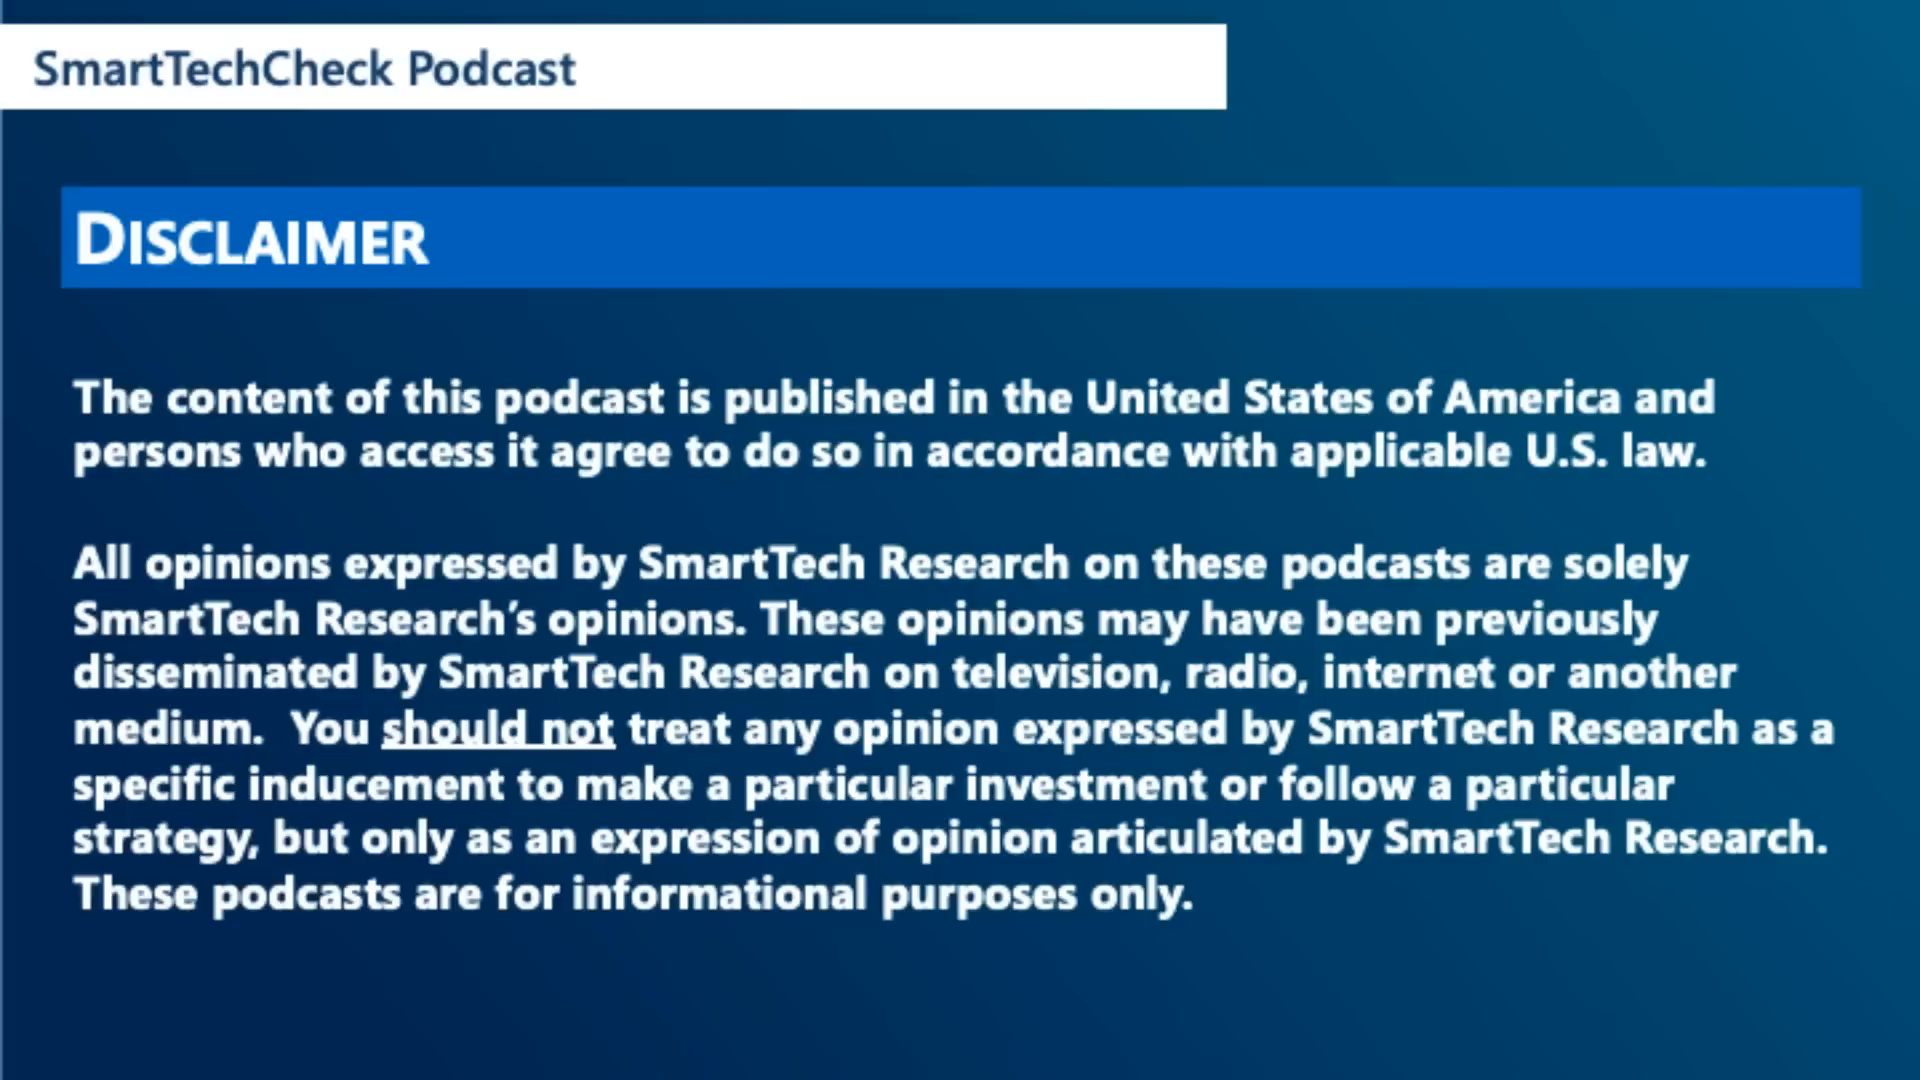 SmartTechCheck Podcast
DISCLAIMER
The content of this podcast is published in the United States of America and
persons who access it agree to do so in accordance with applicable U.S. law.
All opinions expressed by SmartTech Research on these podcasts are solely
SmartTech Research’s opinions. These opinions may have been previously
disseminated by SmartTech Research on television, radio, internet or another
medium.  You should not treat any opinion expressed by SmartTech Research as a
specific inducement to make a particular investment or follow a particular
strategy, but only as an expression of opinion articulated by SmartTech Research.
These podcasts are for informational purposes only.